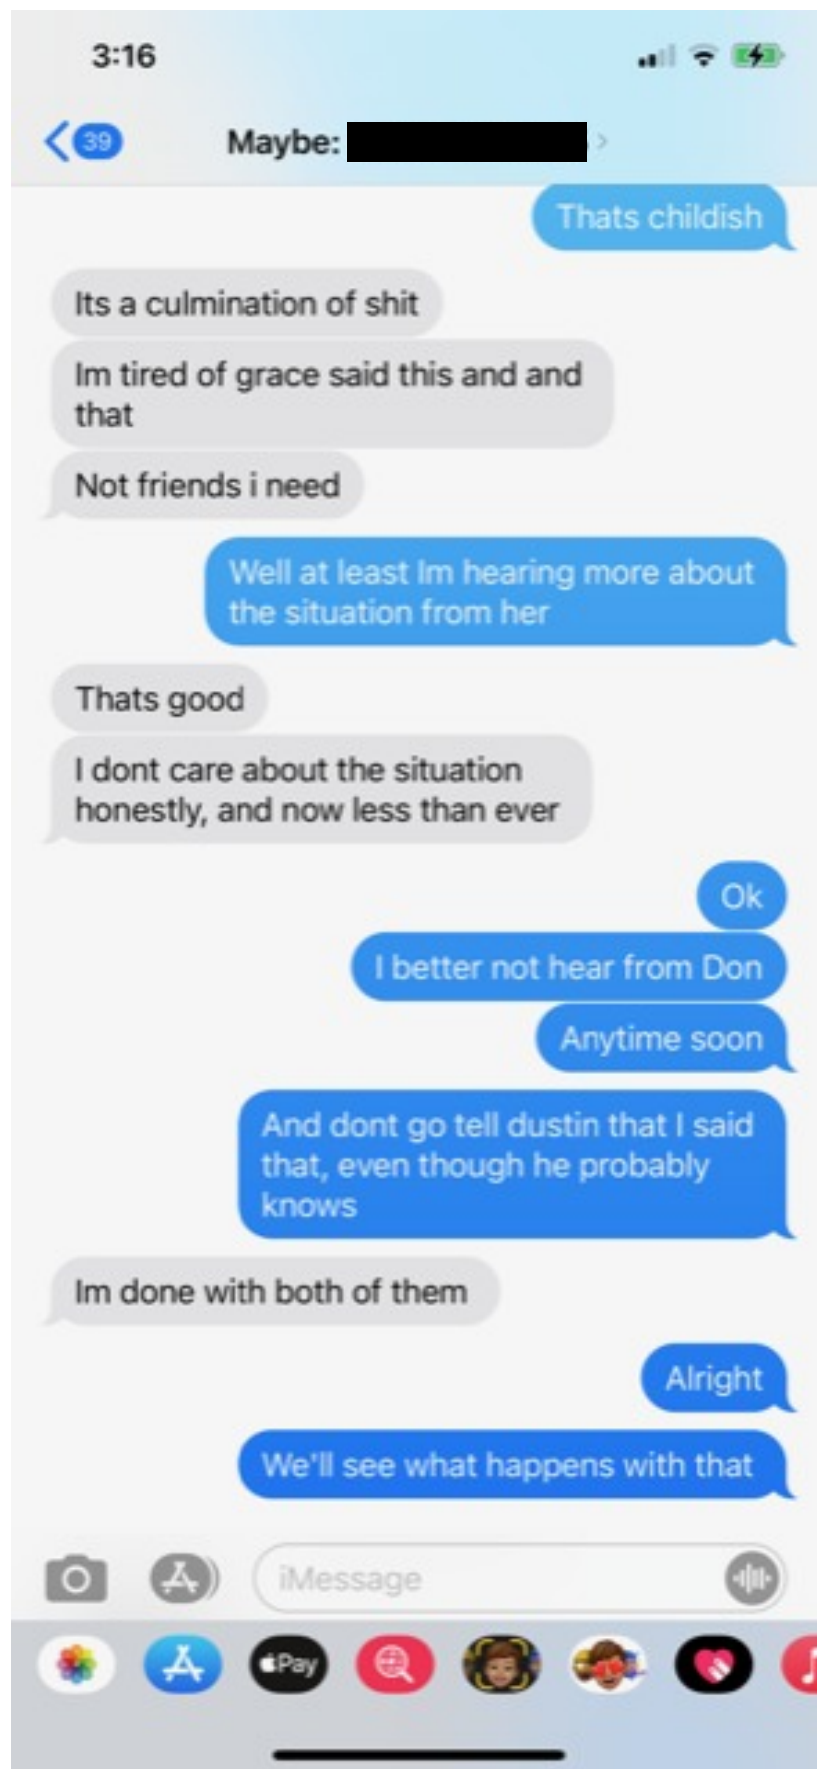 3:16
39
Maybe:
Thats childish
Its a culmination of shit
Im tired of grace said this and and
that
Not friends i need
Well at least Im hearing more about
the situation from her
Thats good
I dont care about the situation
honestly, and now less than ever
Ok
I better not hear from Don
Anytime soon
And dont go tell dustin that I said
that, even though he probably
knows
Im done with both of them
Alright
We'll see what happens with that
iMessage
Pay